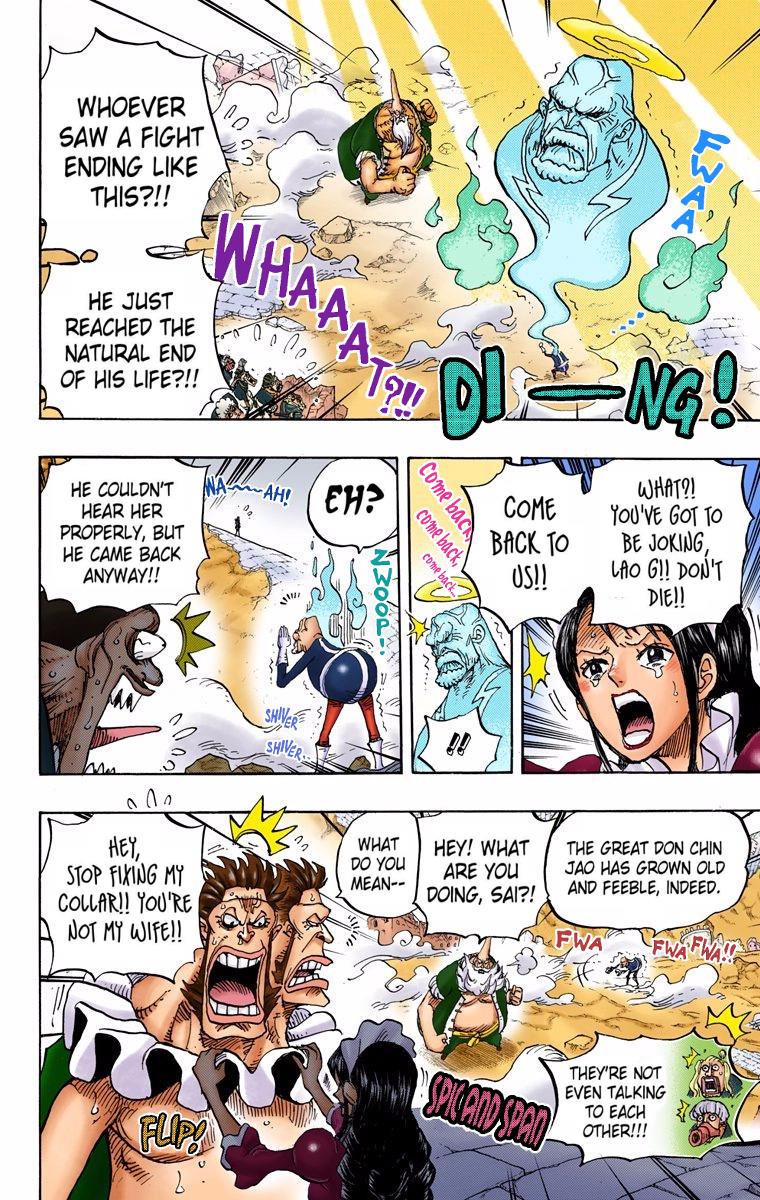 WHOEVER
SAW A FIGHT
ENDING LIKE
THIS?!!
HE JUST
REACHED THE
NATURAL END
OF HIS LIFE?!!
WHAAAAT?!!
FWAA
DI — NG!
WHAT?!
YOU'VE GOT TO
BE JOKING,
LAO G!! DON'T
DIE!!
COME
BACK TO
US!!
COME BACK,
COME BACK,
COME BACK...
!!
EH?
ZWOOP!
WA~~AH!
SHIVER
SHIVER..
HE COULDN'T
HEAR HER
PROPERLY, BUT
HE CAME BACK
ANYWAY!!
THE GREAT DON CHIN
JAO HAS GROWN OLD
AND FEEBLE, INDEED.
HEY! WHAT
ARE YOU
DOING, SAI?!
WHAT
DO YOU
MEAN--
HEY,
STOP FIXING MY
COLLAR!! YOU'RE
NOT MY WIFE!!
FWA
FWA FWA!!
THEY'RE NOT
EVEN TALKING
TO EACH
OTHER!!!
SPIC AND SPAN
FLIP!